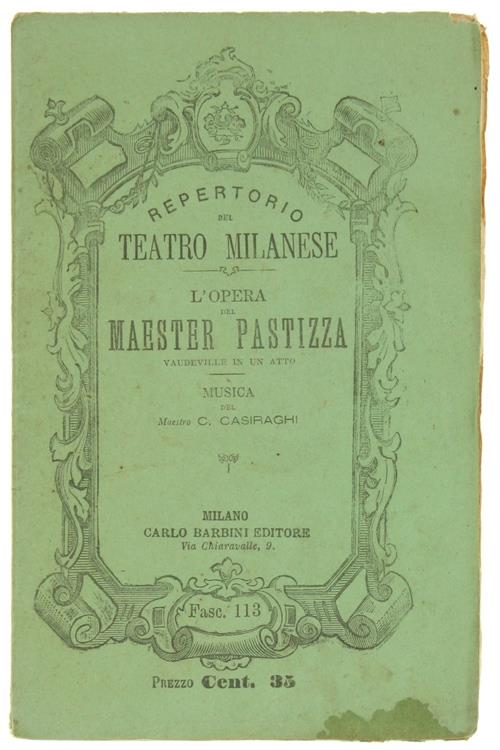 REPERTORIO
DEL
TEATRO MILANESE
L'OPERA
DEL
MAESTER PASTIZZA
VAUDEVILLE IN UN ATTO
MUSICA
DEL
Maestro C. CASIRAGHI
MILANO
CARLO BARBINI EDITORE
Via Chiaravalle, 9.
Fasc. 113
PREZZO Cent. 35